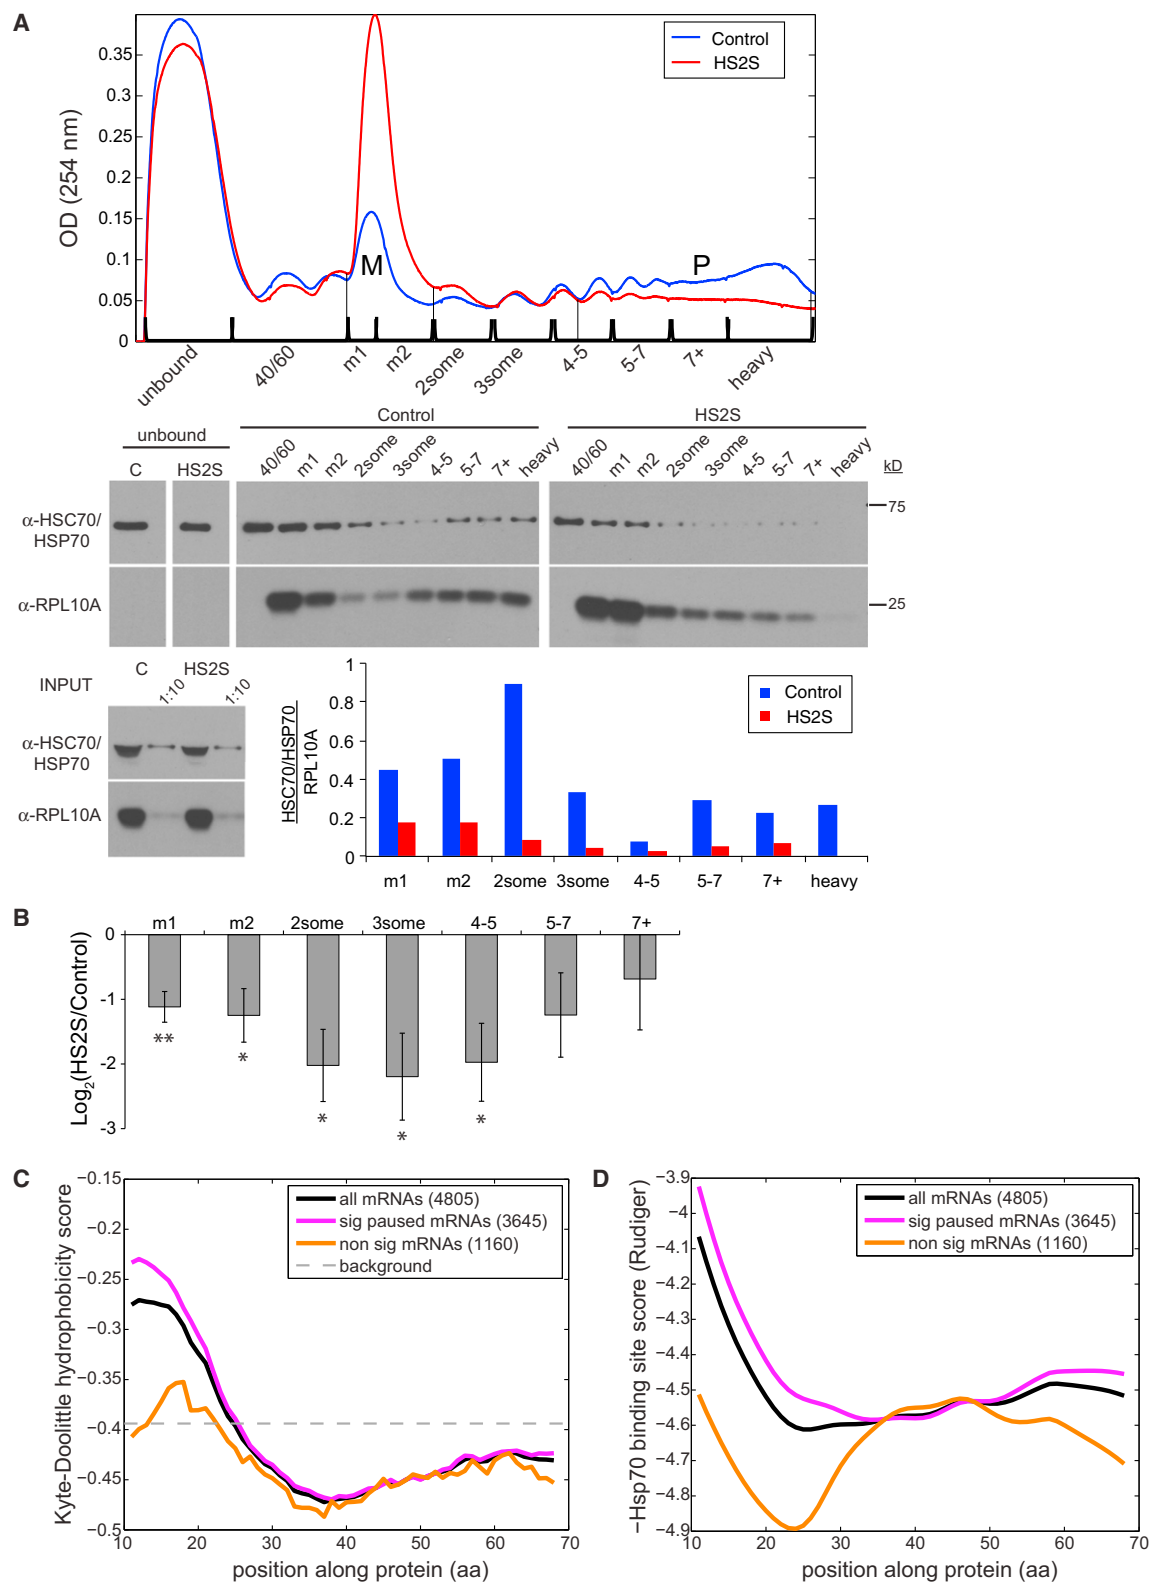 A
OD (254 nm)
0.35
0.3
0.25
0.2
0.15
0.1
0.05
0
Control
HS2S
M
P
unbound
40/60
m1
m2
2some
3some
4-5
5-7
7+
heavy
unbound
Control
HS2S
C
HS2S
40/60
m1
m2
2some
3some
4-5
5-7
7+
heavy
40/60
m1
m2
2some
3some
4-5
5-7
7+
heavy
kD
α-HSC70/
HSP70
75
α-RPL10A
25
INPUT
C
1:10
HS2S
1:10
α-HSC70/
HSP70
α-RPL10A
HSC70/HSP70
RPL10A
1
0.8
0.6
0.4
0.2
0
Control
HS2S
m1
m2
2some
3some
4-5
5-7
7+
heavy
B
m1
m2
2some
3some
4-5
5-7
7+
Log2(HS2S/Control)
0
-1
-2
-3
**
*
*
*
*
C
Kyte-Doolittle hydrophobicity score
−0.15
−0.2
−0.25
−0.3
−0.35
−0.4
−0.45
−0.5
all mRNAs (4805)
sig paused mRNAs (3645)
non sig mRNAs (1160)
background
10
20
30
40
50
60
70
position along protein (aa)
D
−Hsp70 binding site score (Rudiger)
−3.9
−4
−4.1
−4.2
−4.3
−4.4
−4.5
−4.6
−4.7
−4.8
−4.9
all mRNAs (4805)
sig paused mRNAs (3645)
non sig mRNAs (1160)
10
20
30
40
50
60
70
position along protein (aa)